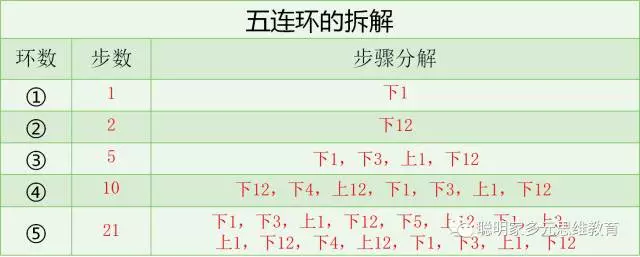 五连环的拆解
环数 步数 步骤分解
① 1 下1
② 2 下12
③ 5 下1，下3，上1，下12
④ 10 下12，下4，上12，下1，下3，上1，下12
⑤ 21 下1，下3，上1，下12，下5，上12，下1，上3，
上1，下12，下4，上12，下1，下3，上1，下12
聪明家多元思维教育